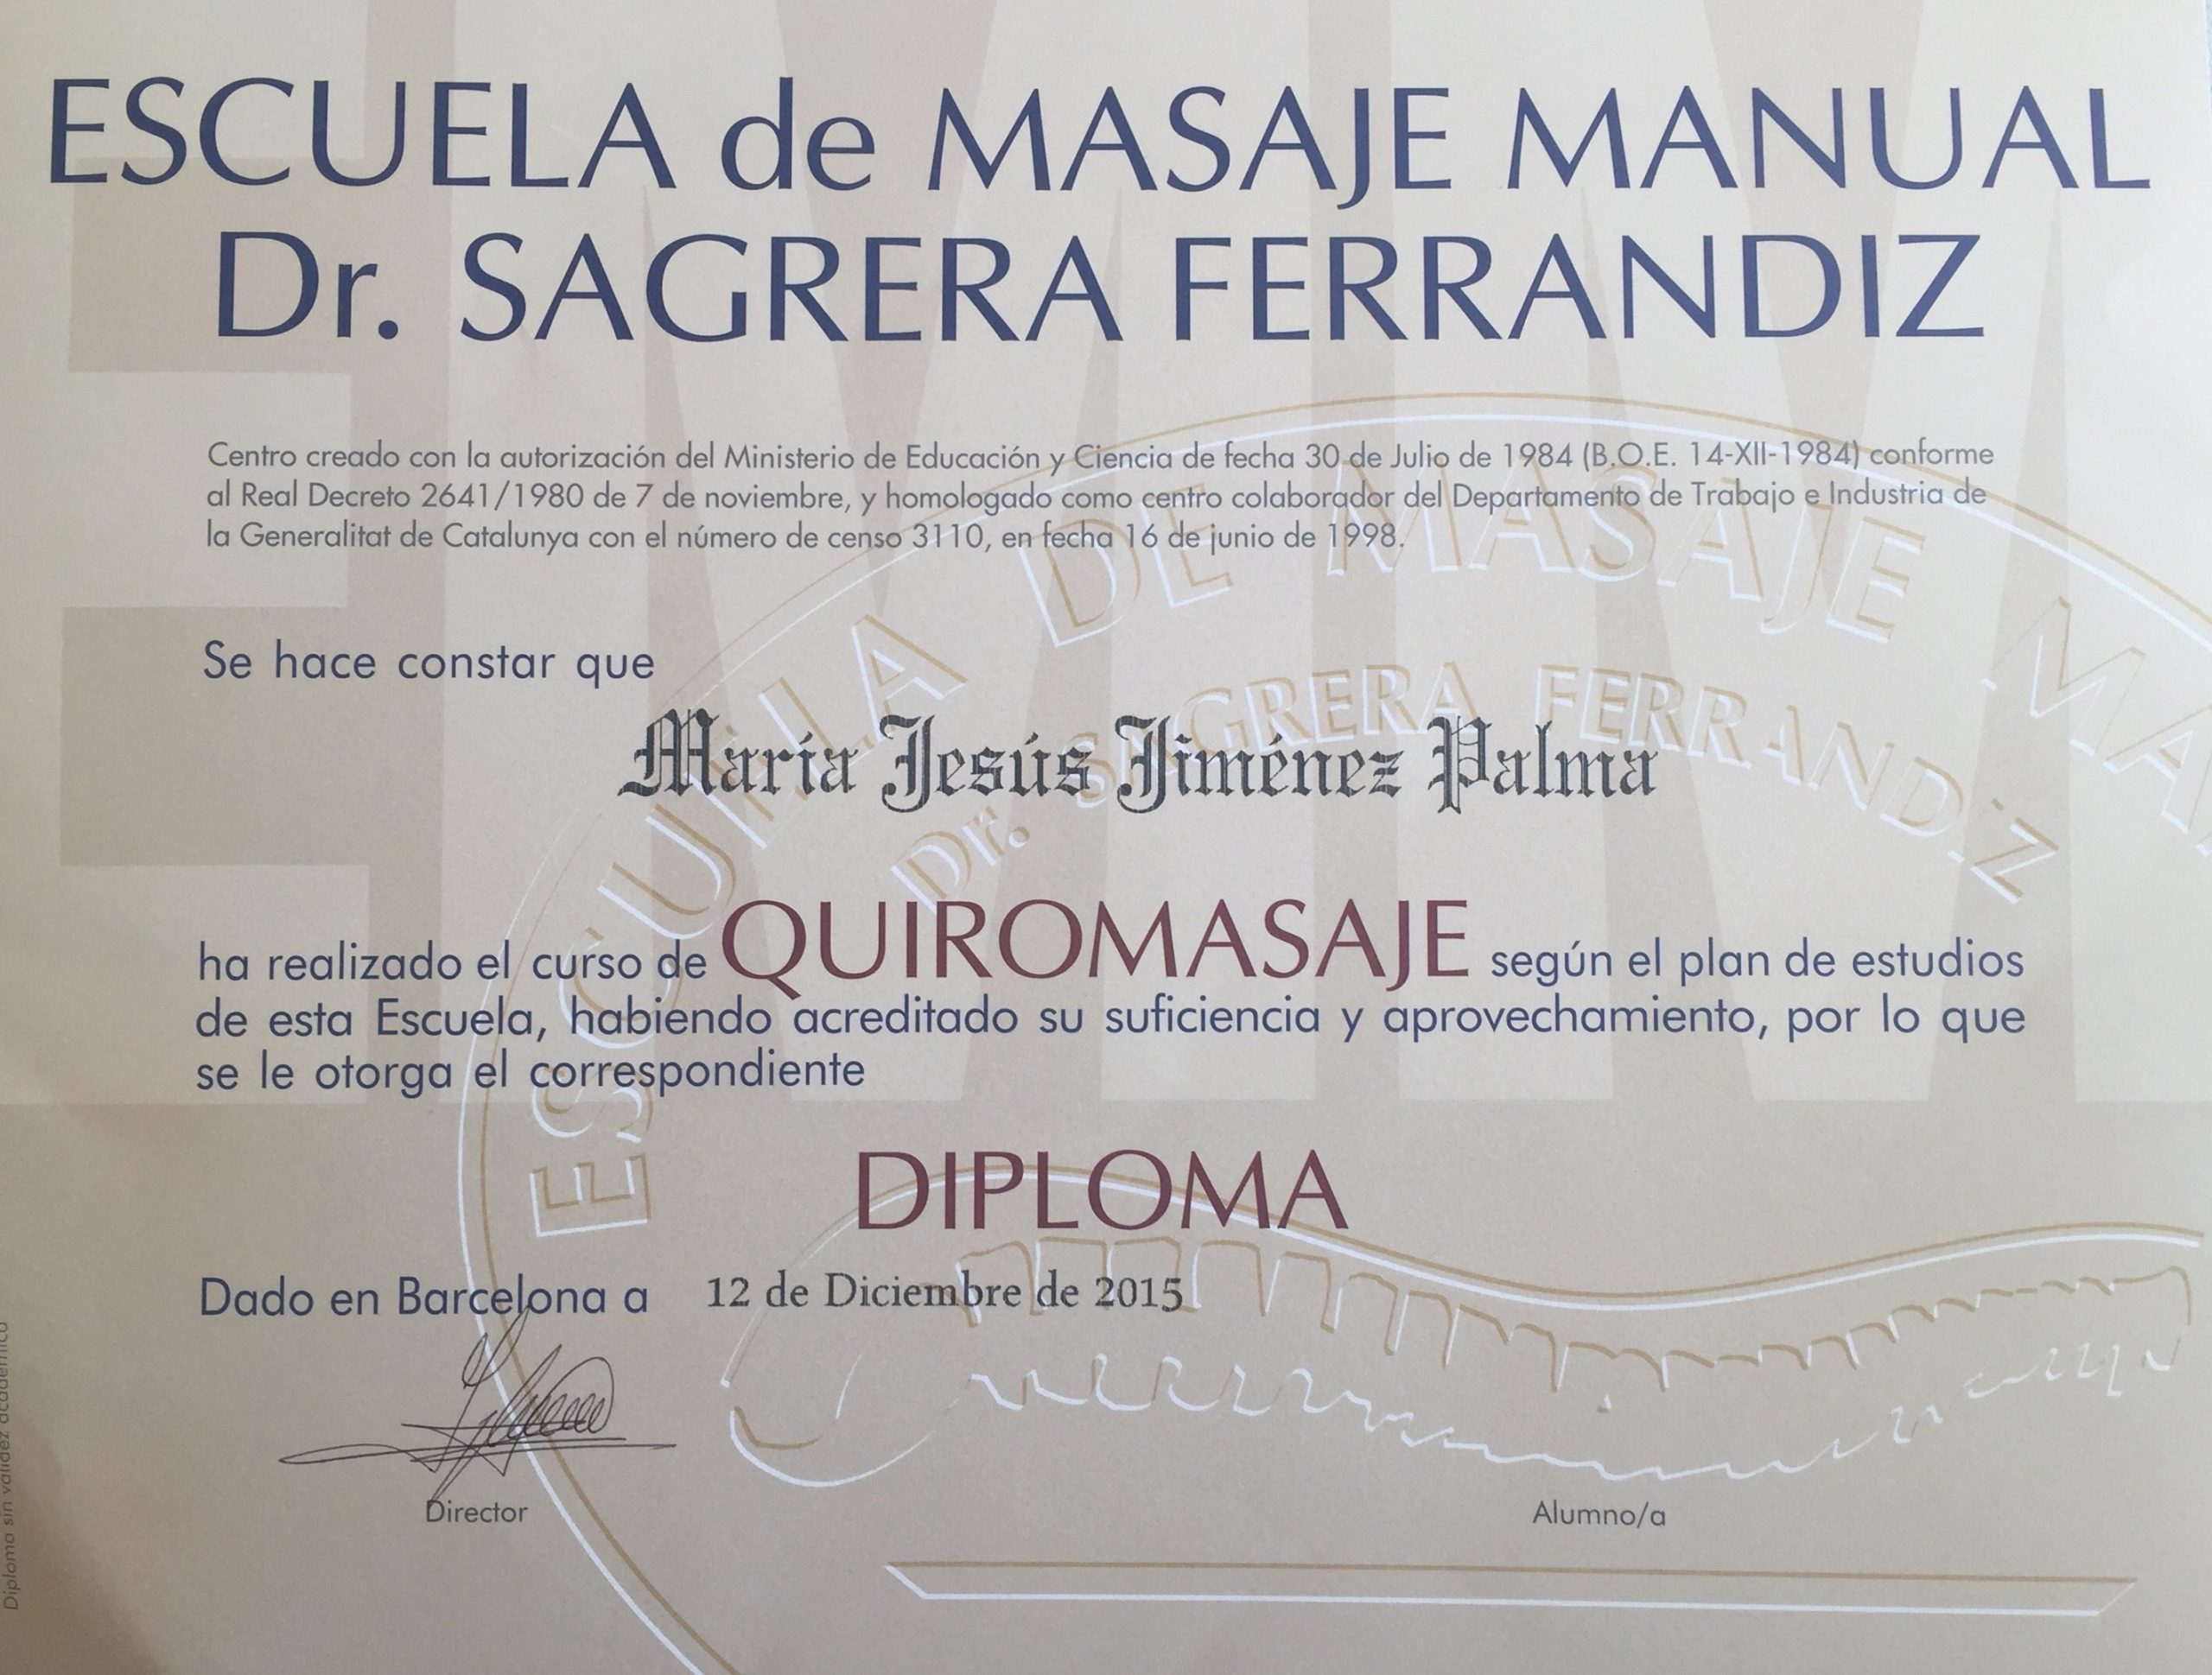 ESCUELA de MASAJE MANUAL
Dr. SAGRERA FERRANDIZ
Centro creado con la autorización del Ministerio de Educación y Ciencia de fecha 30 de Julio de 1984 (B.O.E. 14-XII-1984) conforme
al Real Decreto 2641/1980 de 7 de noviembre, y homologado como centro colaborador del Departamento de Trabajo e Industria de
la Generalitat de Catalunya con el número de censo 3110, en fecha 16 de junio de 1998.
ESCUELA DE MASAJE MA
Dr. SAGRERA FERRANDIZ
Se hace constar que
María Jesús Jiménez Palma
ha realizado el curso de QUIROMASAJE según el plan de estudios
de esta Escuela, habiendo acreditado su suficiencia y aprovechamiento, por lo que
se le otorga el correspondiente
DIPLOMA
Dado en Barcelona a 12 de Diciembre de 2015
Director
Alumno/a
Diploma sin validez académica